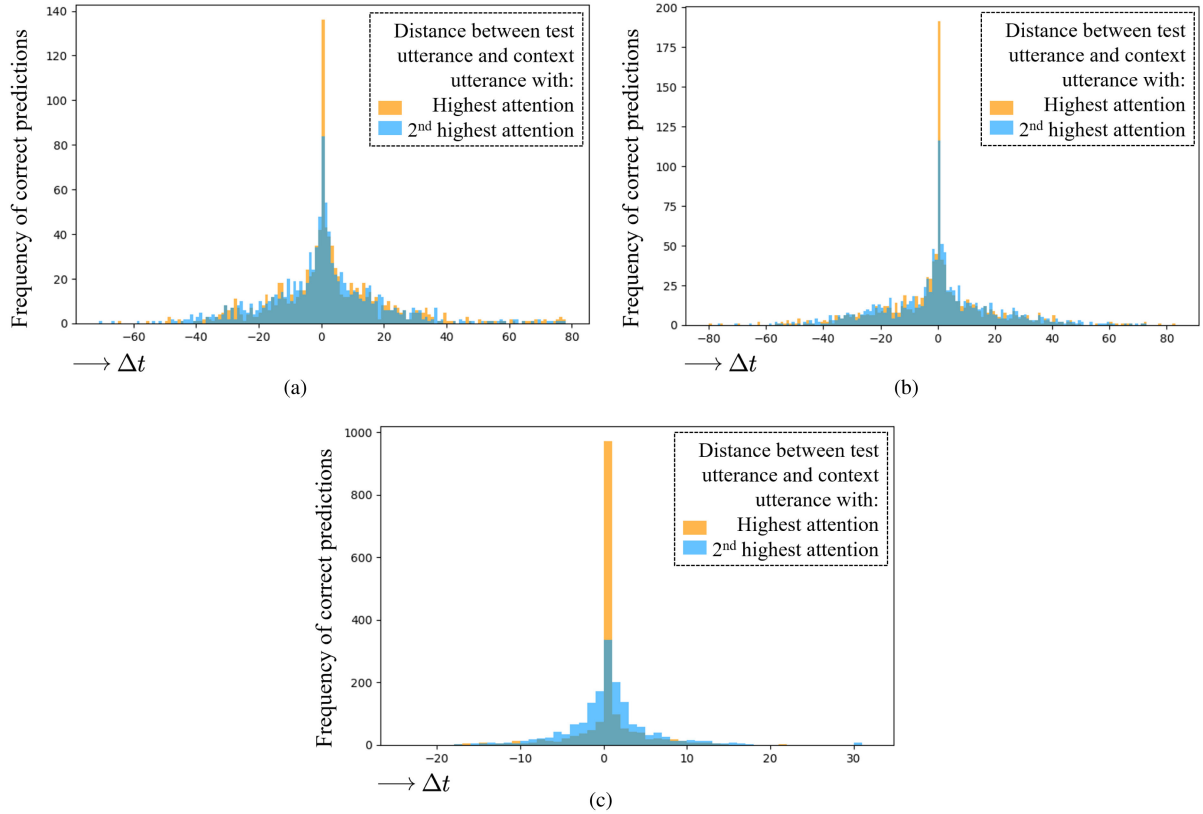 Frequency of correct predictions
140
120
100
80
60
40
20
0
Distance between test
utterance and context
utterance with:
Highest attention
2nd highest attention
−60
−40
−20
0
20
40
60
80
→ Δt
(a)
Frequency of correct predictions
200
175
150
125
100
75
50
25
0
Distance between test
utterance and context
utterance with:
Highest attention
2nd highest attention
−80
−60
−40
−20
0
20
40
60
80
→ Δt
(b)
Frequency of correct predictions
1000
800
600
400
200
0
Distance between test
utterance and context
utterance with:
Highest attention
2nd highest attention
−20
−10
0
10
20
30
→ Δt
(c)